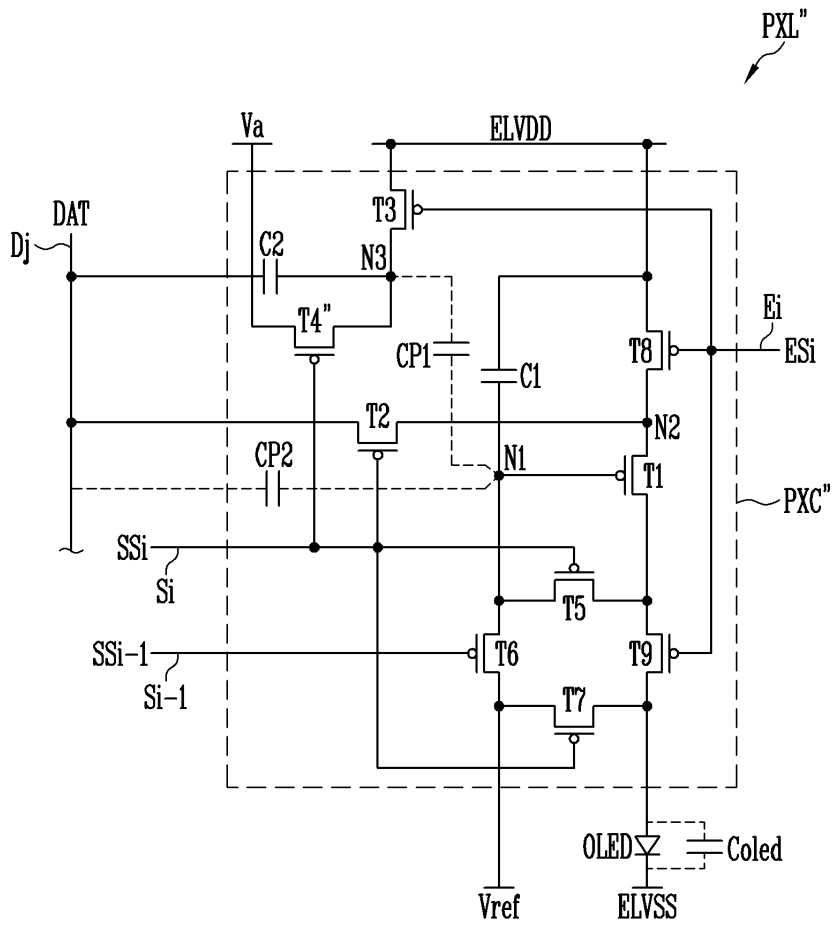 PXL"
Va
ELVDD
DAT
Dj
T3
C2
N3
T4"
CP1
C1
T8
Ei
ESi
T2
N2
CP2
N1
T1
PXC"
SSi
Si
T5
SSi-1
Si-1
T6
T9
T7
OLED
Coled
Vref
ELVSS